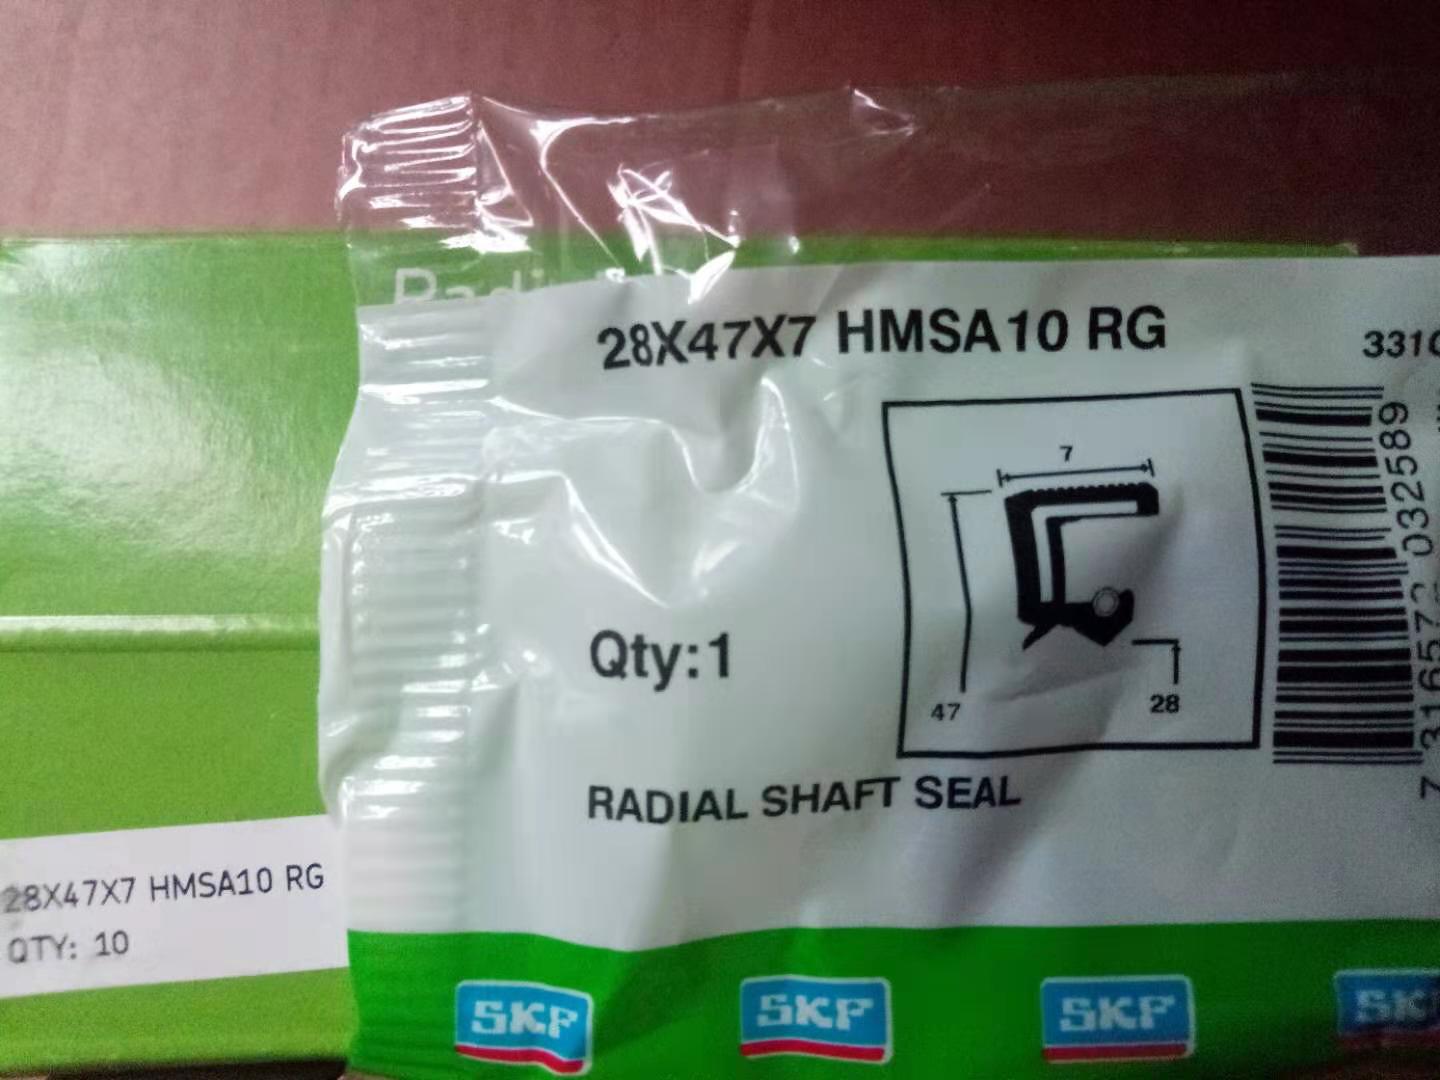 28X47X7 HMSA10 RG
7
47
28
Qty:1
RADIAL SHAFT SEAL
28X47X7 HMSA10 RG
QTY: 10
SKF
SKF
SKF